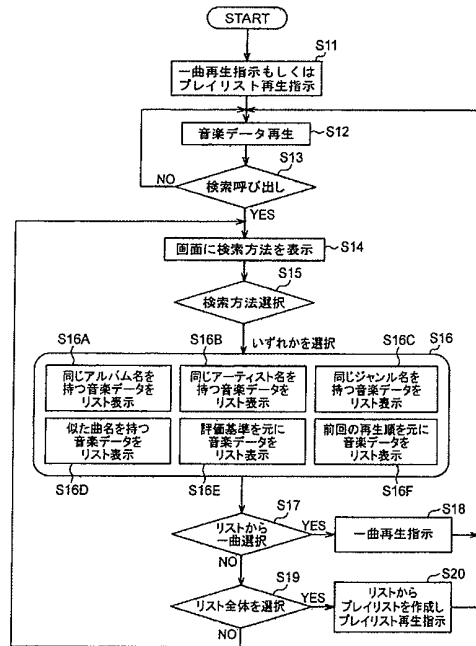 START
S11
一曲再生指示もしくは
プレイリスト再生指示
音楽データ再生
S12
S13
NO
検索呼び出し
YES
画面に検索方法を表示
S14
S15
検索方法選択
いずれかを選択
S16
S16A
S16B
S16C
同じアルバム名を
持つ音楽データを
リスト表示
同じアーティスト名を
持つ音楽データを
リスト表示
同じジャンル名を
持つ音楽データを
リスト表示
似た曲名を持つ
音楽データを
リスト表示
評価基準を元に
音楽データを
リスト表示
前回の再生順を元に
音楽データを
リスト表示
S16D
S16E
S16F
S17
リストから
一曲選択
YES
S18
一曲再生指示
NO
S19
リスト全体を選択
YES
S20
リストから
プレイリストを作成し
プレイリスト再生指示
NO